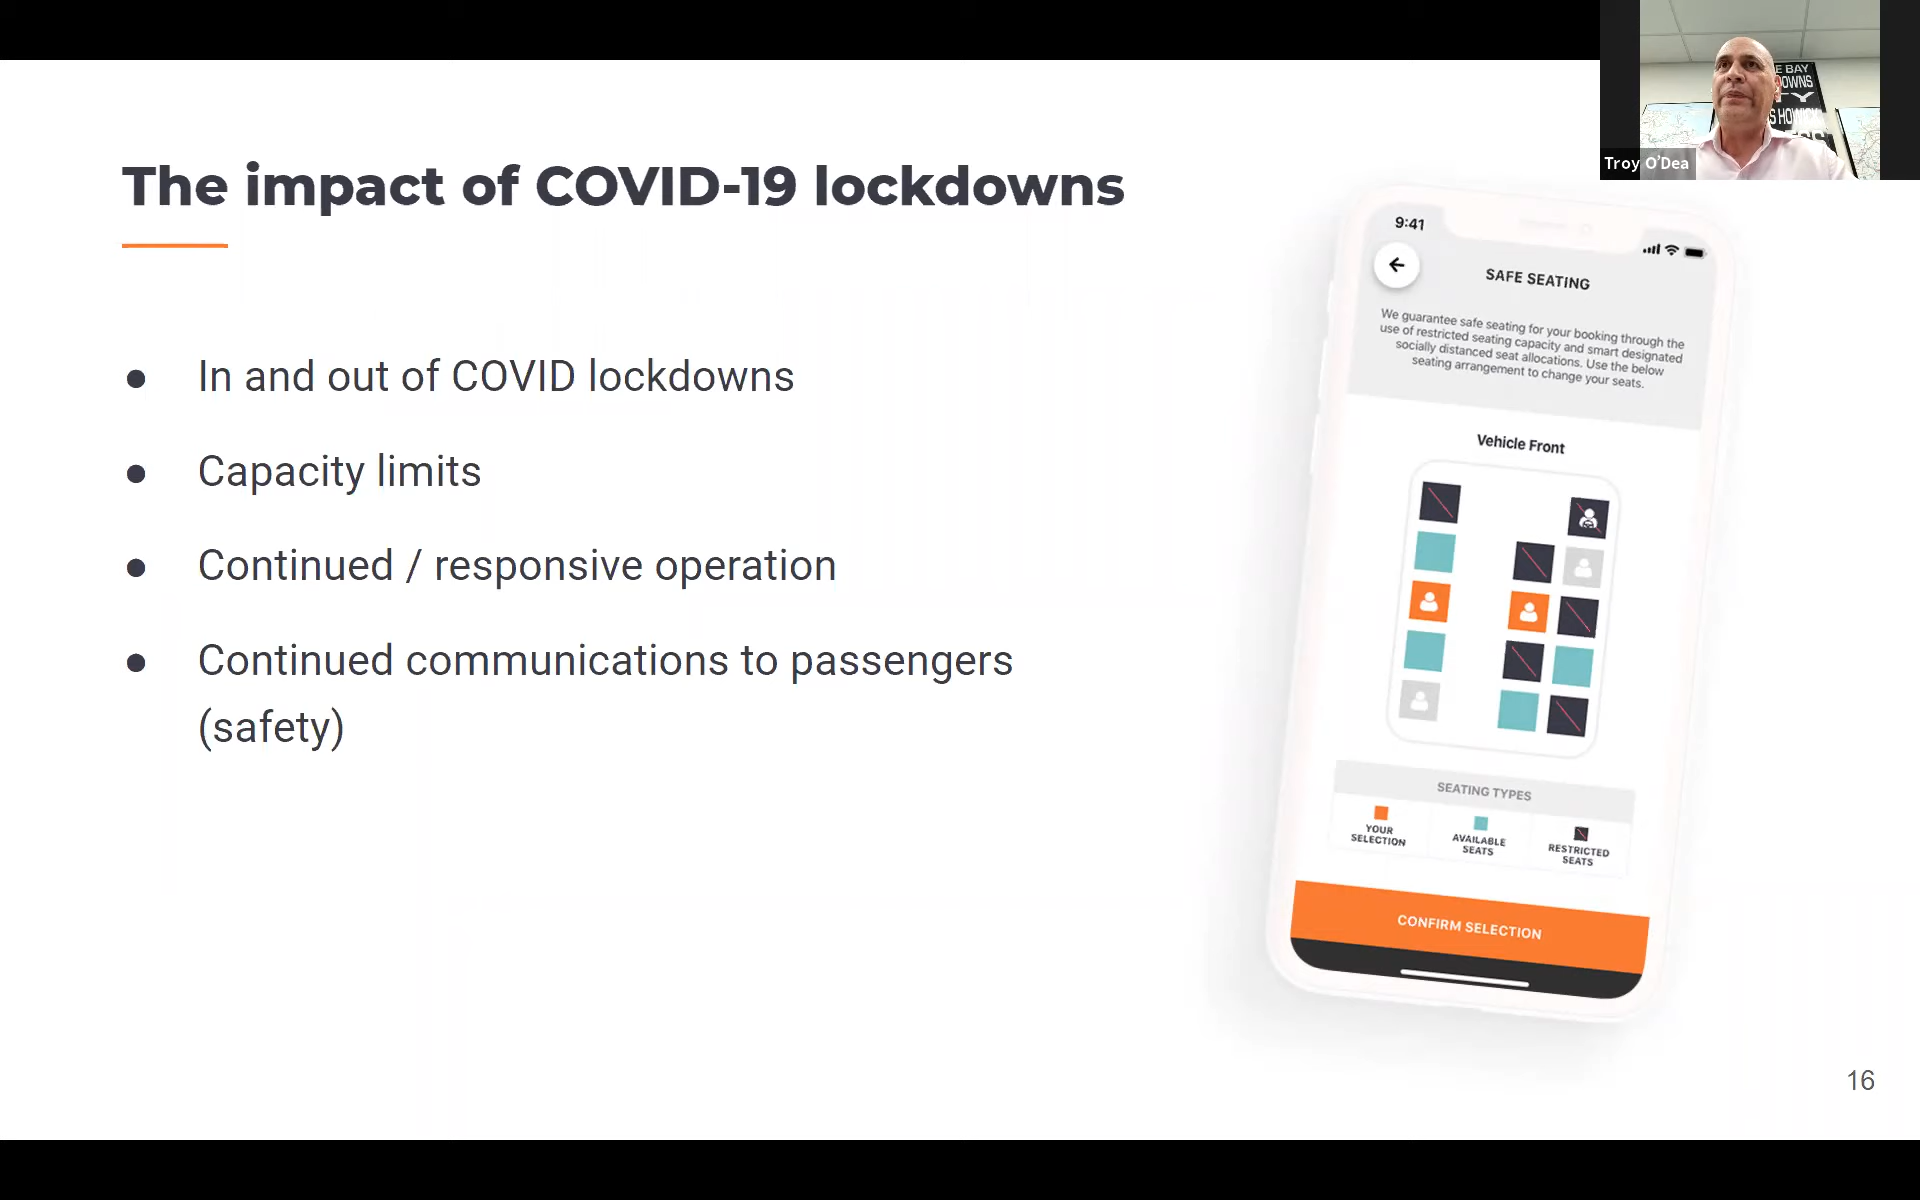 The impact of COVID-19 lockdowns
● In and out of COVID lockdowns
● Capacity limits
● Continued / responsive operation
● Continued communications to passengers
(safety)
E BAY
OWNS
S HOWICK
Troy O'Dea
9:41
SAFE SEATING
We guarantee safe seating for your booking through the
use of restricted seating capacity and smart designated
socially distanced seat allocations. Use the below
seating arrangement to change your seats.
Vehicle Front
SEATING TYPES
YOUR
SELECTION
AVAILABLE
SEATS
RESTRICTED
SEATS
CONFIRM SELECTION
16